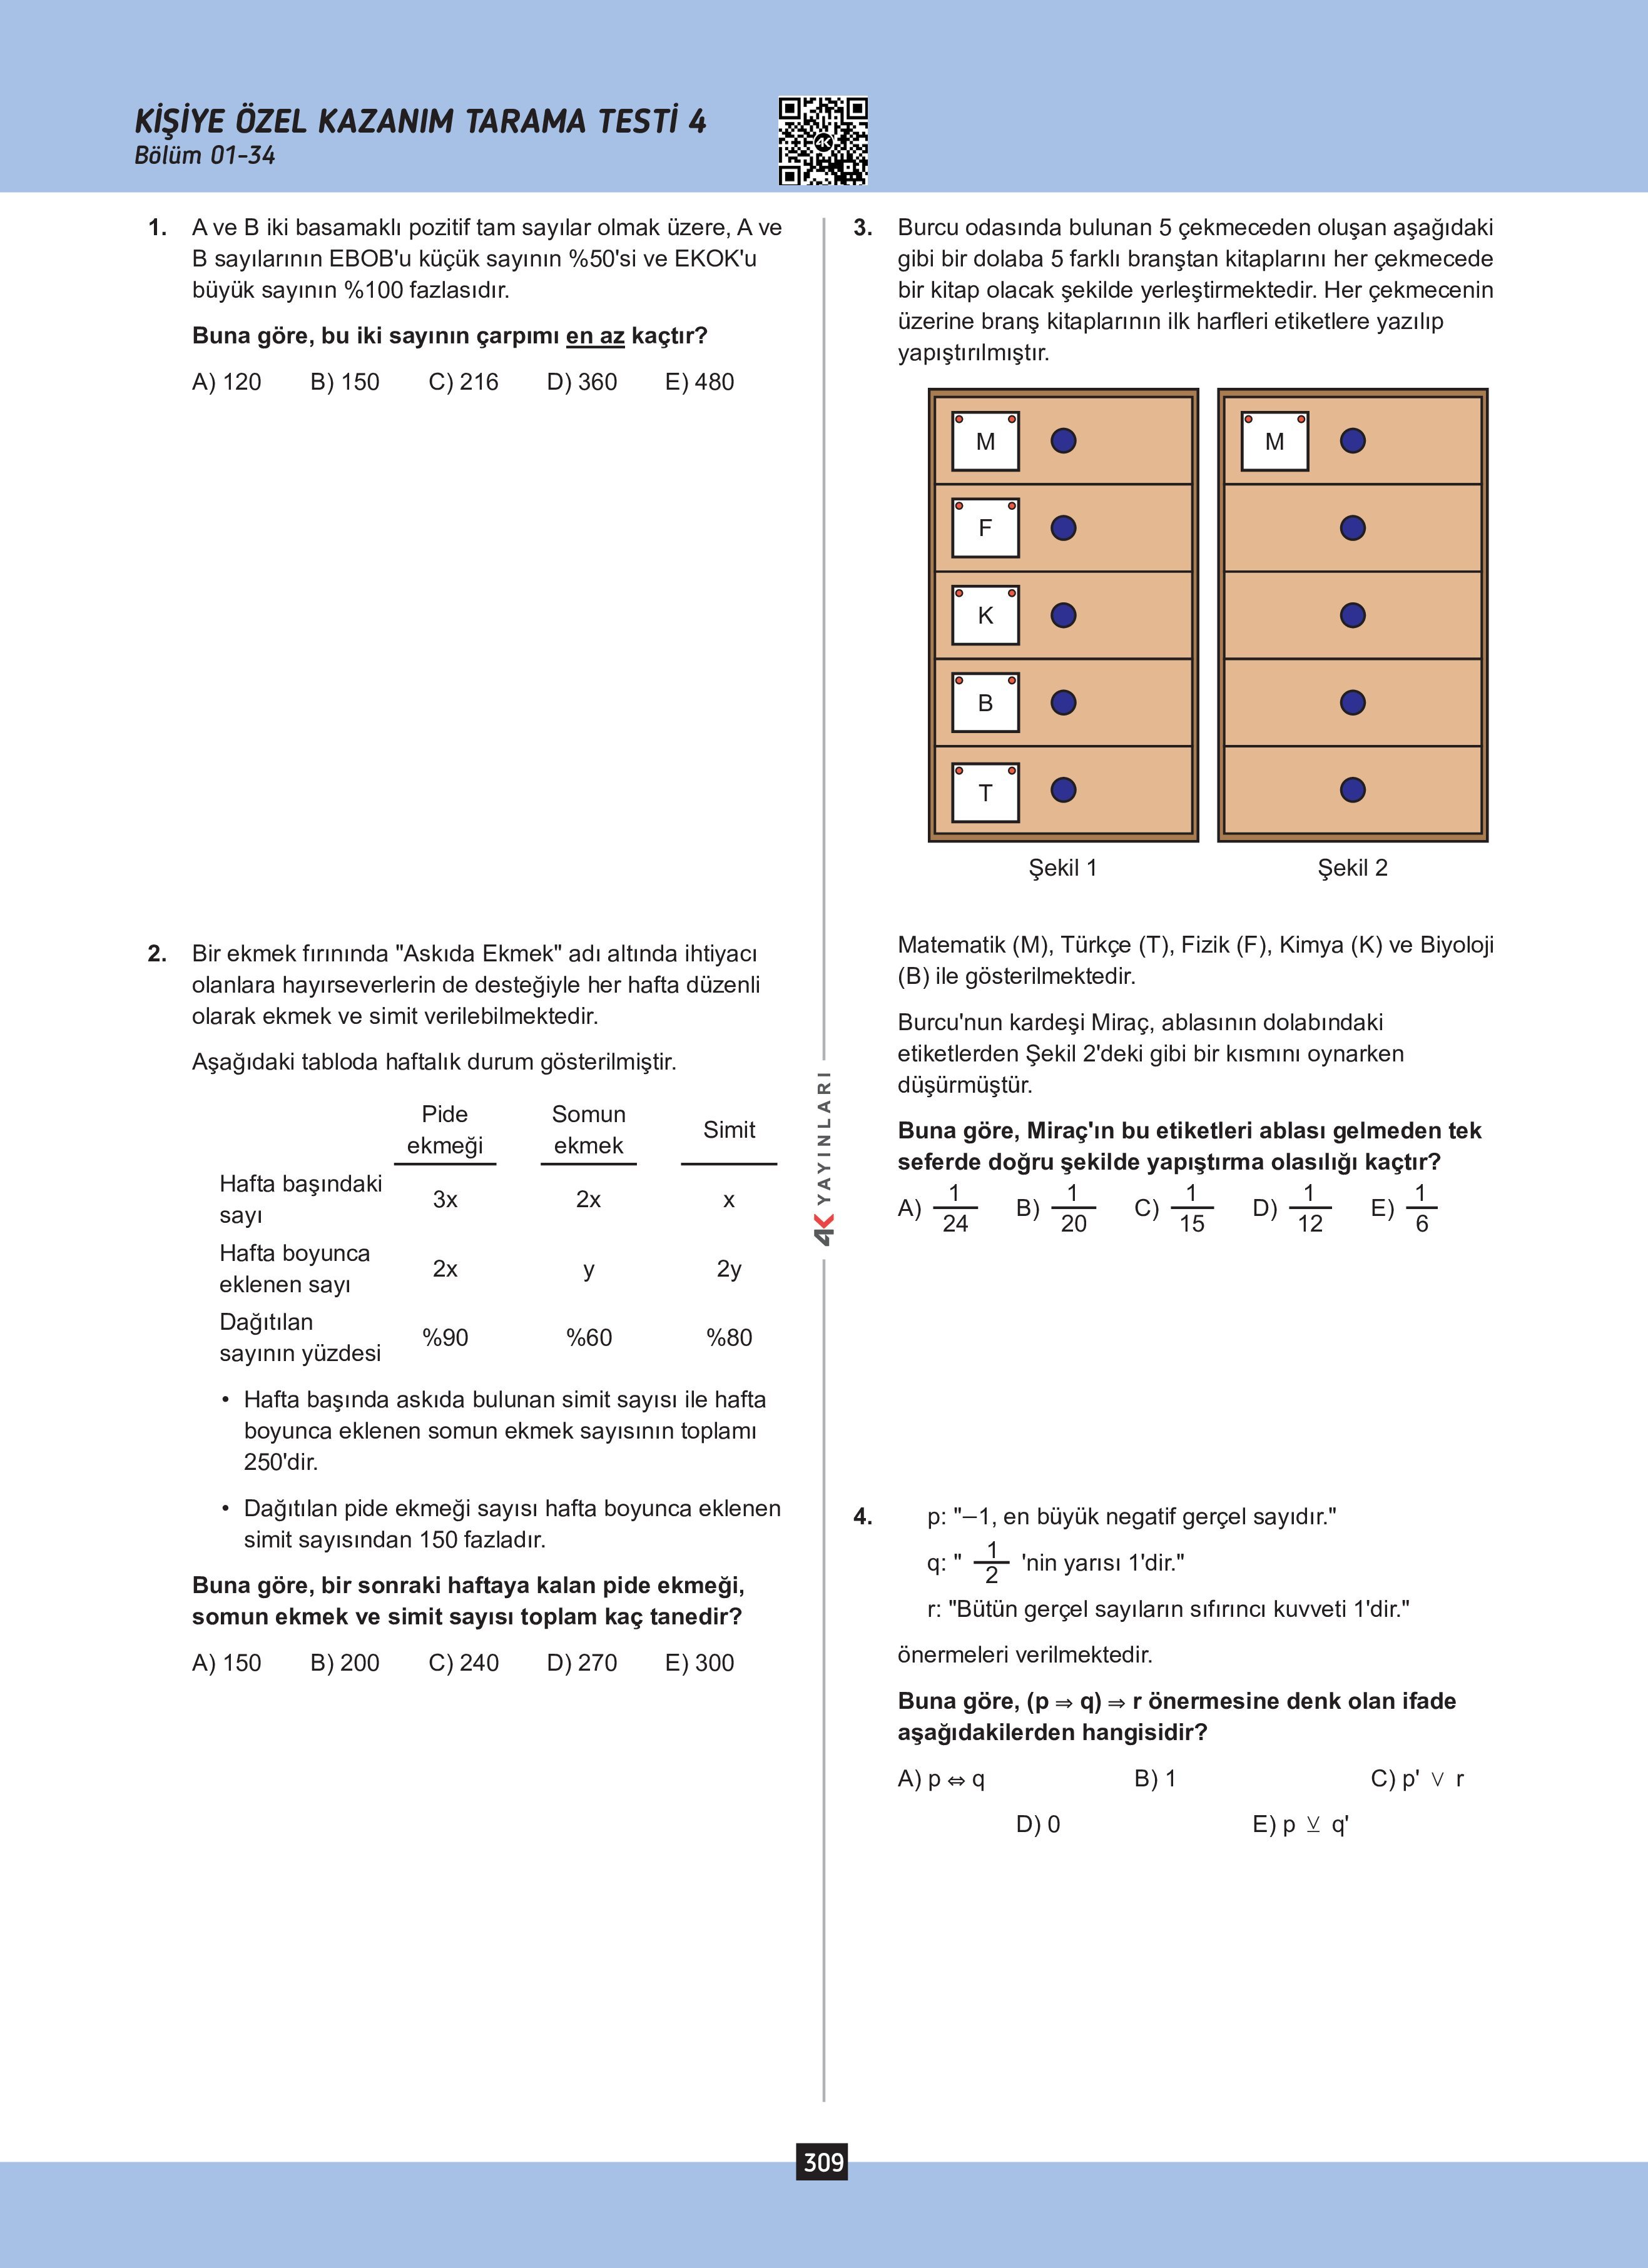 KİŞİYE ÖZEL KAZANIM TARAMA TESTİ 4
Bölüm 01-34
4K
1. A ve B iki basamaklı pozitif tam sayılar olmak üzere, A ve
B sayılarının EBOB'u küçük sayının %50'si ve EKOK'u
büyük sayının %100 fazlasıdır.
Buna göre, bu iki sayının çarpımı en az kaçtır?
A) 120 B) 150 C) 216 D) 360 E) 480
2. Bir ekmek fırınında "Askıda Ekmek" adı altında ihtiyacı
olanlara hayırseverlerin de desteğiyle her hafta düzenli
olarak ekmek ve simit verilebilmektedir.
Aşağıdaki tabloda haftalık durum gösterilmiştir.
Pide
ekmeği
Somun
ekmek
Simit
Hafta başındaki
sayı
3x 2x x
Hafta boyunca
eklenen sayı
2x y 2y
Dağıtılan
sayının yüzdesi
%90 %60 %80
• Hafta başında askıda bulunan simit sayısı ile hafta
boyunca eklenen somun ekmek sayısının toplamı
250'dir.
• Dağıtılan pide ekmeği sayısı hafta boyunca eklenen
simit sayısından 150 fazladır.
Buna göre, bir sonraki haftaya kalan pide ekmeği,
somun ekmek ve simit sayısı toplam kaç tanedir?
A) 150 B) 200 C) 240 D) 270 E) 300
4K YAYINLARI
3. Burcu odasında bulunan 5 çekmeceden oluşan aşağıdaki
gibi bir dolaba 5 farklı branştan kitaplarını her çekmecede
bir kitap olacak şekilde yerleştirmektedir. Her çekmecenin
üzerine branş kitaplarının ilk harfleri etiketlere yazılıp
yapıştırılmıştır.
M
F
K
B
T
M
Şekil 1
Şekil 2
Matematik (M), Türkçe (T), Fizik (F), Kimya (K) ve Biyoloji
(B) ile gösterilmektedir.
Burcu'nun kardeşi Miraç, ablasının dolabındaki
etiketlerden Şekil 2'deki gibi bir kısmını oynarken
düşürmüştür.
Buna göre, Miraç'ın bu etiketleri ablası gelmeden tek
seferde doğru şekilde yapıştırma olasılığı kaçtır?
A) 1/24 B) 1/20 C) 1/15 D) 1/12 E) 1/6
4. p: "–1, en büyük negatif gerçel sayıdır."
q: " 1/2 'nin yarısı 1'dir."
r: "Bütün gerçel sayıların sıfırıncı kuvveti 1'dir."
önermeleri verilmektedir.
Buna göre, (p ⇒ q) ⇒ r önermesine denk olan ifade
aşağıdakilerden hangisidir?
A) p ⇔ q B) 1 C) p' ∨ r
D) 0 E) p ⊻ q'
309